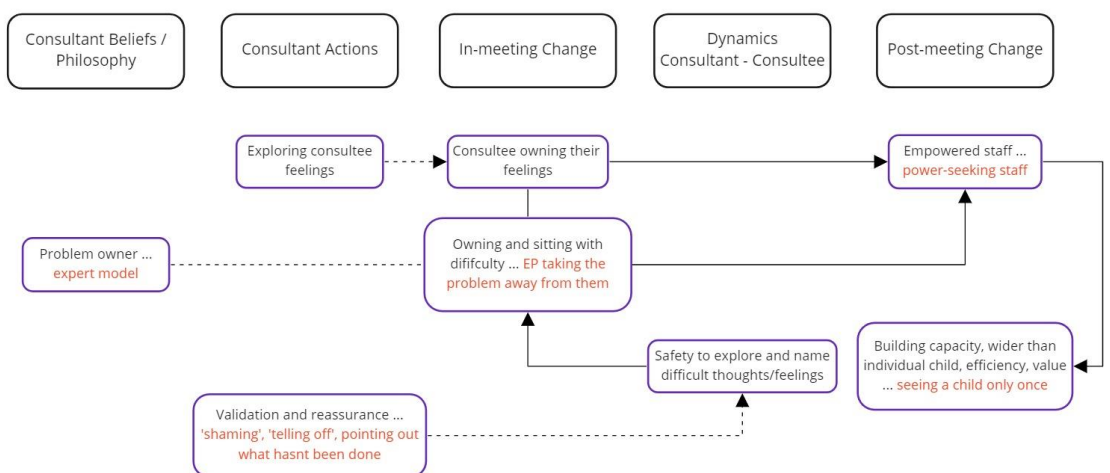 Consultant Beliefs /
Philosophy
Consultant Actions
In-meeting Change
Dynamics
Consultant - Consultee
Post-meeting Change
Exploring consultee
feelings
Consultee owning their
feelings
Empowered staff ...
power-seeking staff
Problem owner ...
expert model
Owning and sitting with
dififculty ... EP taking the
problem away from them
Safety to explore and name
difficult thoughts/feelings
Building capacity, wider than
individual child, efficiency, value
... seeing a child only once
Validation and reassurance ...
'shaming', 'telling off', pointing out
what hasnt been done